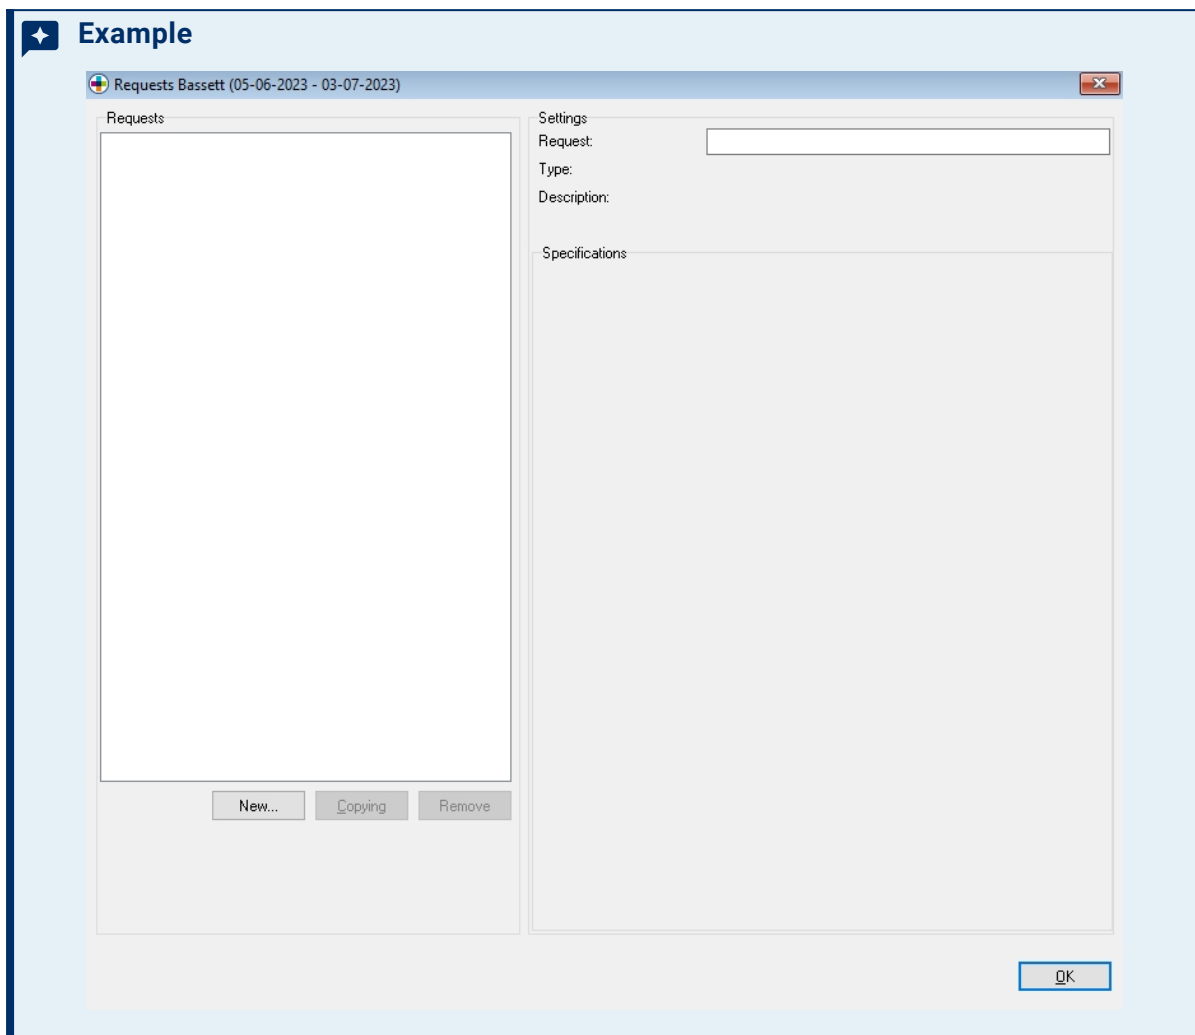 Example
Requests Bassett (05-06-2023 - 03-07-2023)
Requests
New...
Copying
Remove
Settings
Request:
Type:
Description:
Specifications
OK